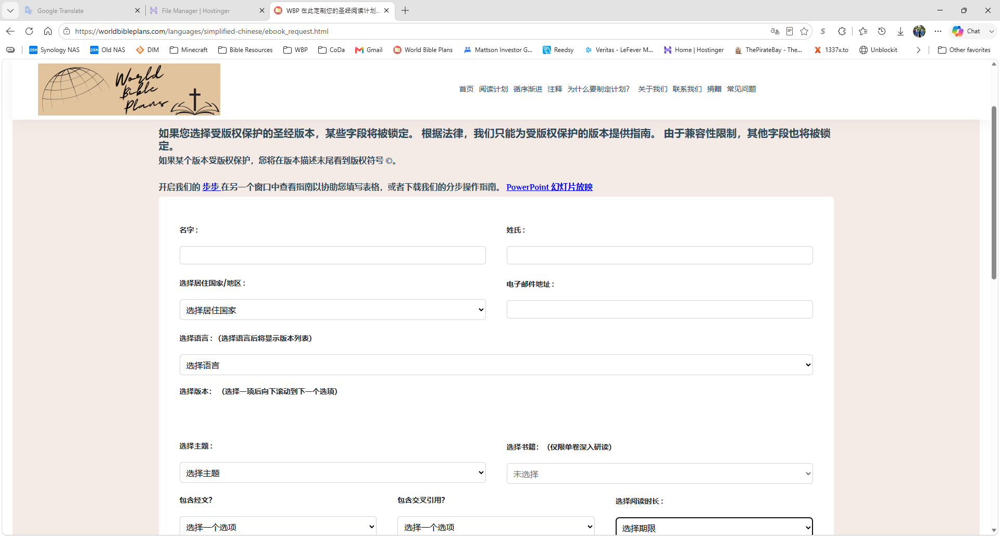 Google Translate
File Manager | Hostinger
WBP 在此定制您的圣经阅读计划...
https://worldbibleplans.com/languages/simplified-chinese/ebook_request.html
Chat
Synology NAS
Old NAS
DIM
Minecraft
Bible Resources
WBP
CoDa
Gmail
World Bible Plans
Mattson Investor G...
Reedsy
Veritas - LeFever M...
Home | Hostinger
ThePirateBay - The...
1337x.to
Unblockit
Other favorites
World
Bible
Plans
首页 阅读计划 循序渐进 注释 为什么要制定计划？ 关于我们 联系我们 捐赠 常见问题
如果您选择受版权保护的圣经版本，某些字段将被锁定。 根据法律，我们只能为受版权保护的版本提供指南。 由于兼容性限制，其他字段也将被锁
定。
如果某个版本受版权保护，您将在版本描述末尾看到版权符号 ©。
开启我们的 步步 在另一个窗口中查看指南以协助您填写表格，或者下载我们的分步操作指南。 PowerPoint 幻灯片放映
名字：
姓氏：
选择居住国家/地区：
电子邮件地址：
选择居住国家
选择语言：（选择语言后将显示版本列表）
选择语言
选择版本： （选择一项后向下滚动到下一个选项）
选择主题：
选择书籍： （仅限单卷深入研读）
选择主题
未选择
包含经文？
包含交叉引用？
选择阅读时长：
选择一个选项
选择一个选项
选择期限